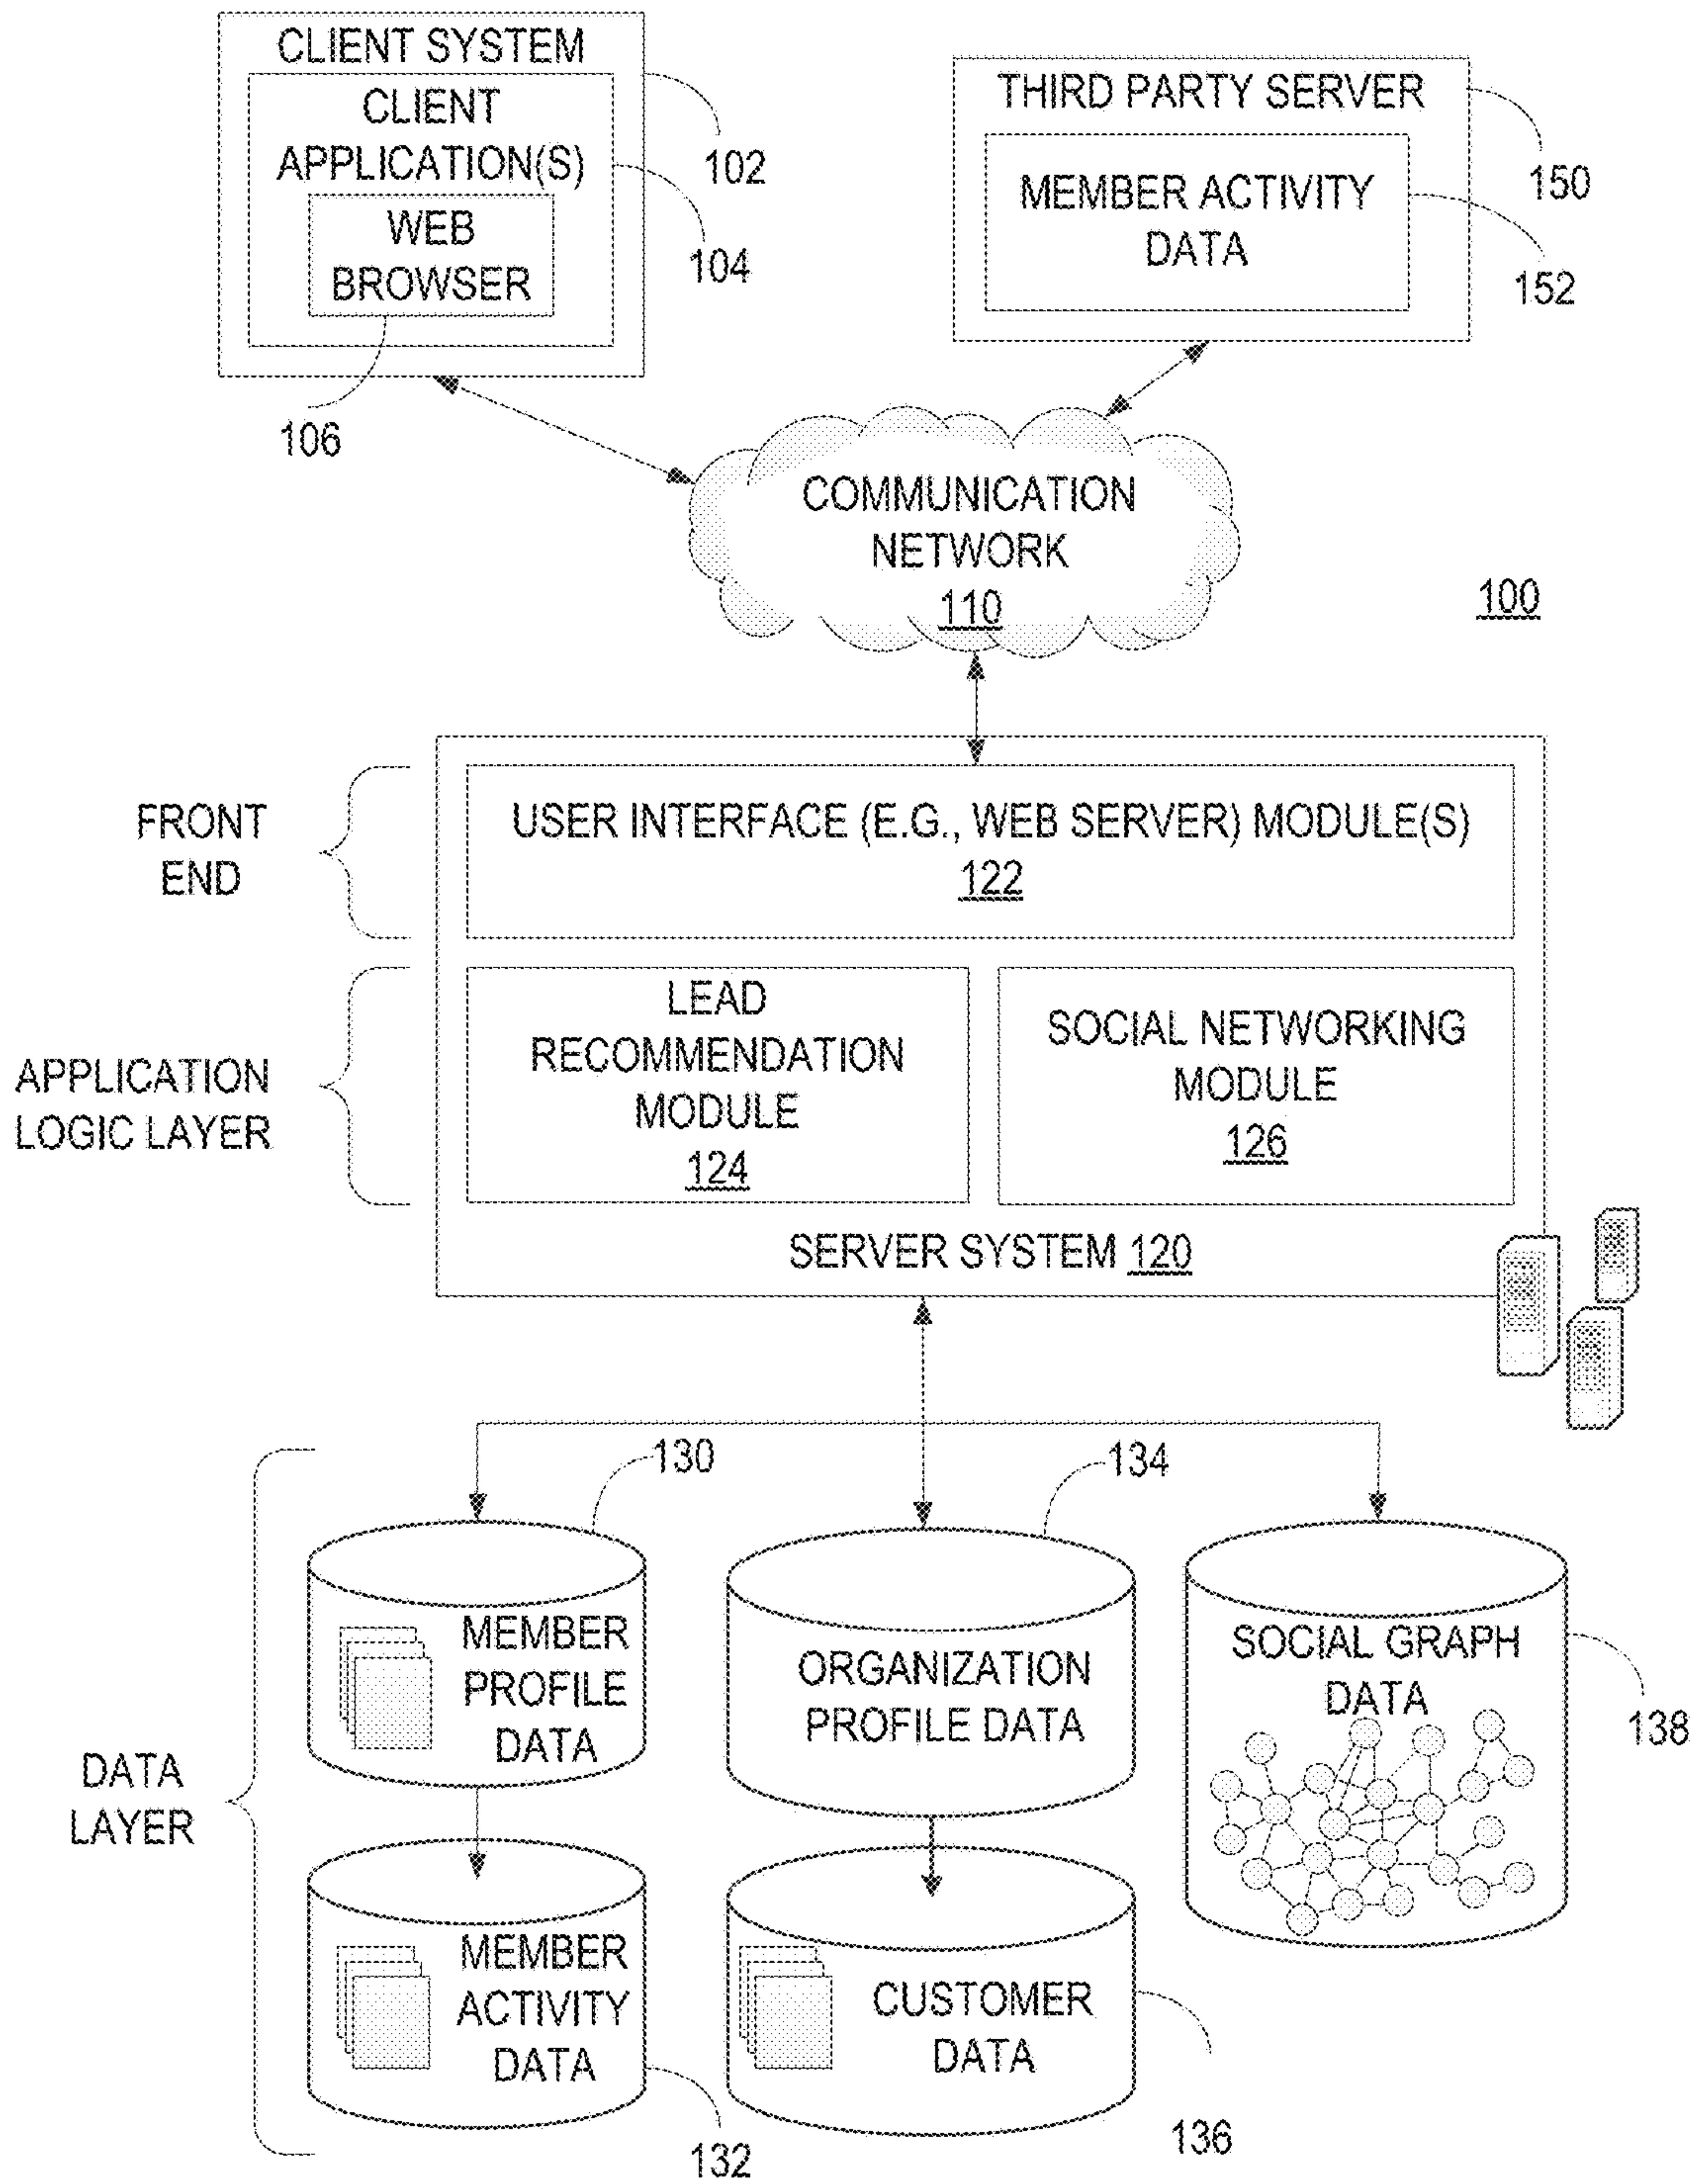 CLIENT SYSTEM
CLIENT
APPLICATION(S)
WEB
BROWSER
102
104
106
THIRD PARTY SERVER
MEMBER ACTIVITY
DATA
150
152
COMMUNICATION
NETWORK
110
100
FRONT
END
USER INTERFACE (E.G., WEB SERVER) MODULE(S)
122
APPLICATION
LOGIC LAYER
LEAD
RECOMMENDATION
MODULE
124
SOCIAL NETWORKING
MODULE
126
SERVER SYSTEM 120
130
134
DATA
LAYER
MEMBER
PROFILE
DATA
ORGANIZATION
PROFILE DATA
SOCIAL GRAPH
DATA
138
MEMBER
ACTIVITY
DATA
132
CUSTOMER
DATA
136